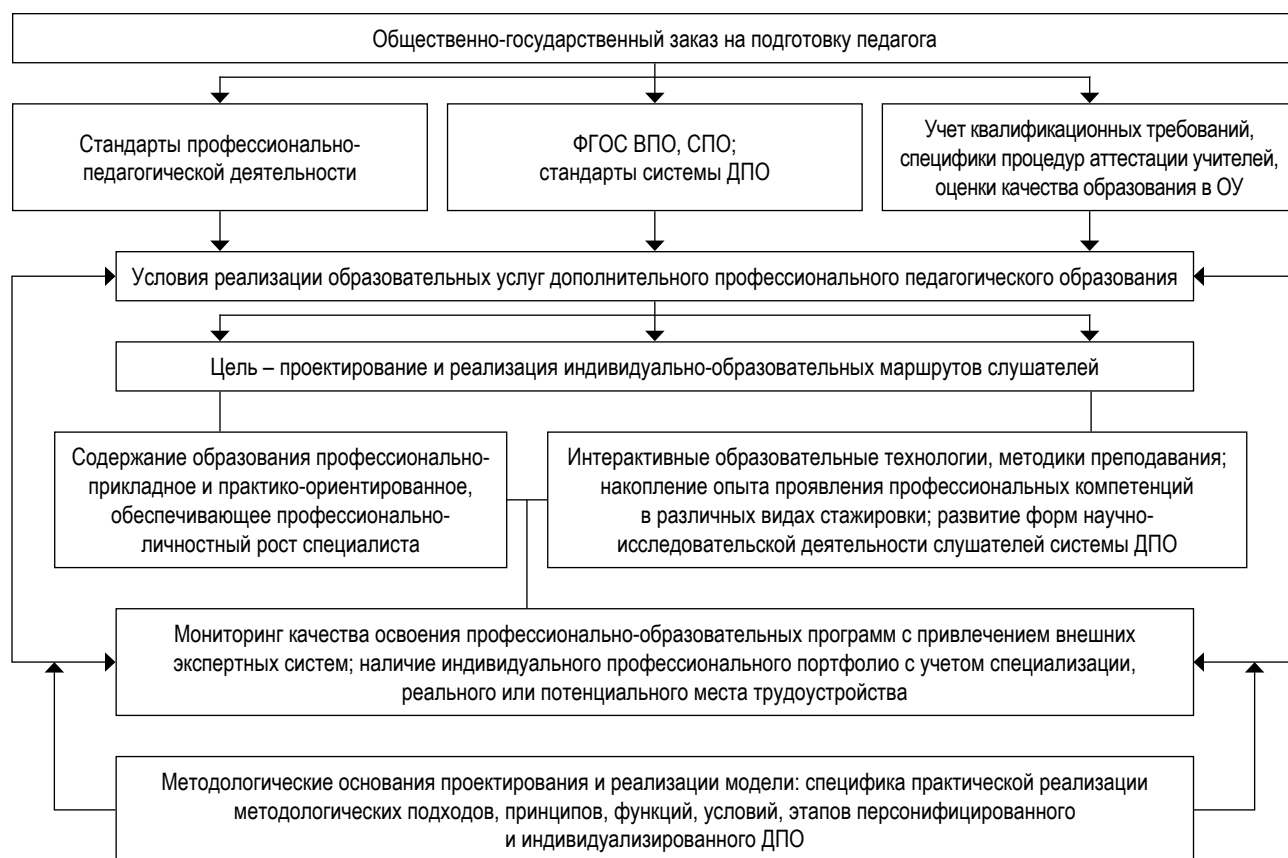 Общественно-государственный заказ на подготовку педагога
Стандарты профессионально-
педагогической деятельности
ФГОС ВПО, СПО;
стандарты системы ДПО
Учет квалификационных требований,
специфики процедур аттестации учителей,
оценки качества образования в ОУ
Условия реализации образовательных услуг дополнительного профессионального педагогического образования
Цель – проектирование и реализация индивидуально-образовательных маршрутов слушателей
Содержание образования профессионально-
прикладное и практико-ориентированное,
обеспечивающее профессионально-
личностный рост специалиста
Интерактивные образовательные технологии, методики преподавания;
накопление опыта проявления профессиональных компетенций
в различных видах стажировки; развитие форм научно-
исследовательской деятельности слушателей системы ДПО
Мониторинг качества освоения профессионально-образовательных программ с привлечением внешних
экспертных систем; наличие индивидуального профессионального портфолио с учетом специализации,
реального или потенциального места трудоустройства
Методологические основания проектирования и реализации модели: специфика практической реализации
методологических подходов, принципов, функций, условий, этапов персонифицированного
и индивидуализированного ДПО